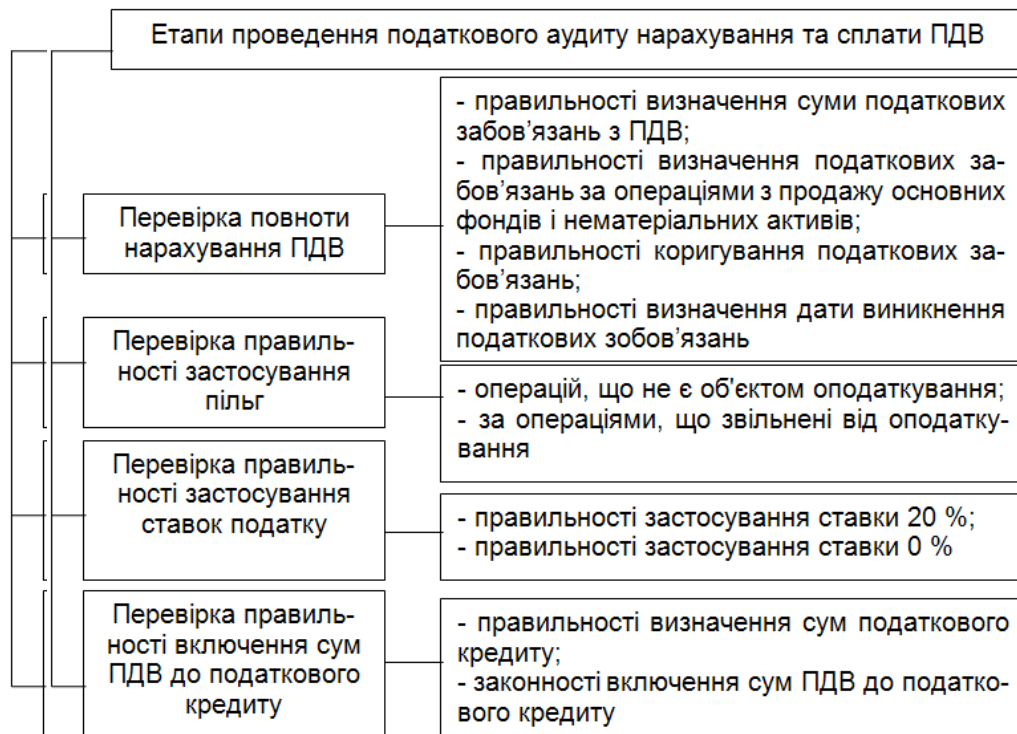 Етапи проведення податкового аудиту нарахування та сплати ПДВ
Перевірка повноти
нарахування ПДВ
- правильності визначення суми податкових
забов’язань з ПДВ;
- правильності визначення податкових за-
бов’язань за операціями з продажу основних
фондів і нематеріальних активів;
- правильності коригування податкових за-
бов’язань;
- правильності визначення дати виникнення
податкових зобов’язань
Перевірка правиль-
ності застосування
пільг
- операцій, що не є об'єктом оподаткування;
- за операціями, що звільнені від оподатку-
вання
Перевірка правиль-
ності застосування
ставок податку
- правильності застосування ставки 20 %;
- правильності застосування ставки 0 %
Перевірка правиль-
ності включення сум
ПДВ до податкового
кредиту
- правильності визначення сум податкового
кредиту;
- законності включення сум ПДВ до податко-
вого кредиту